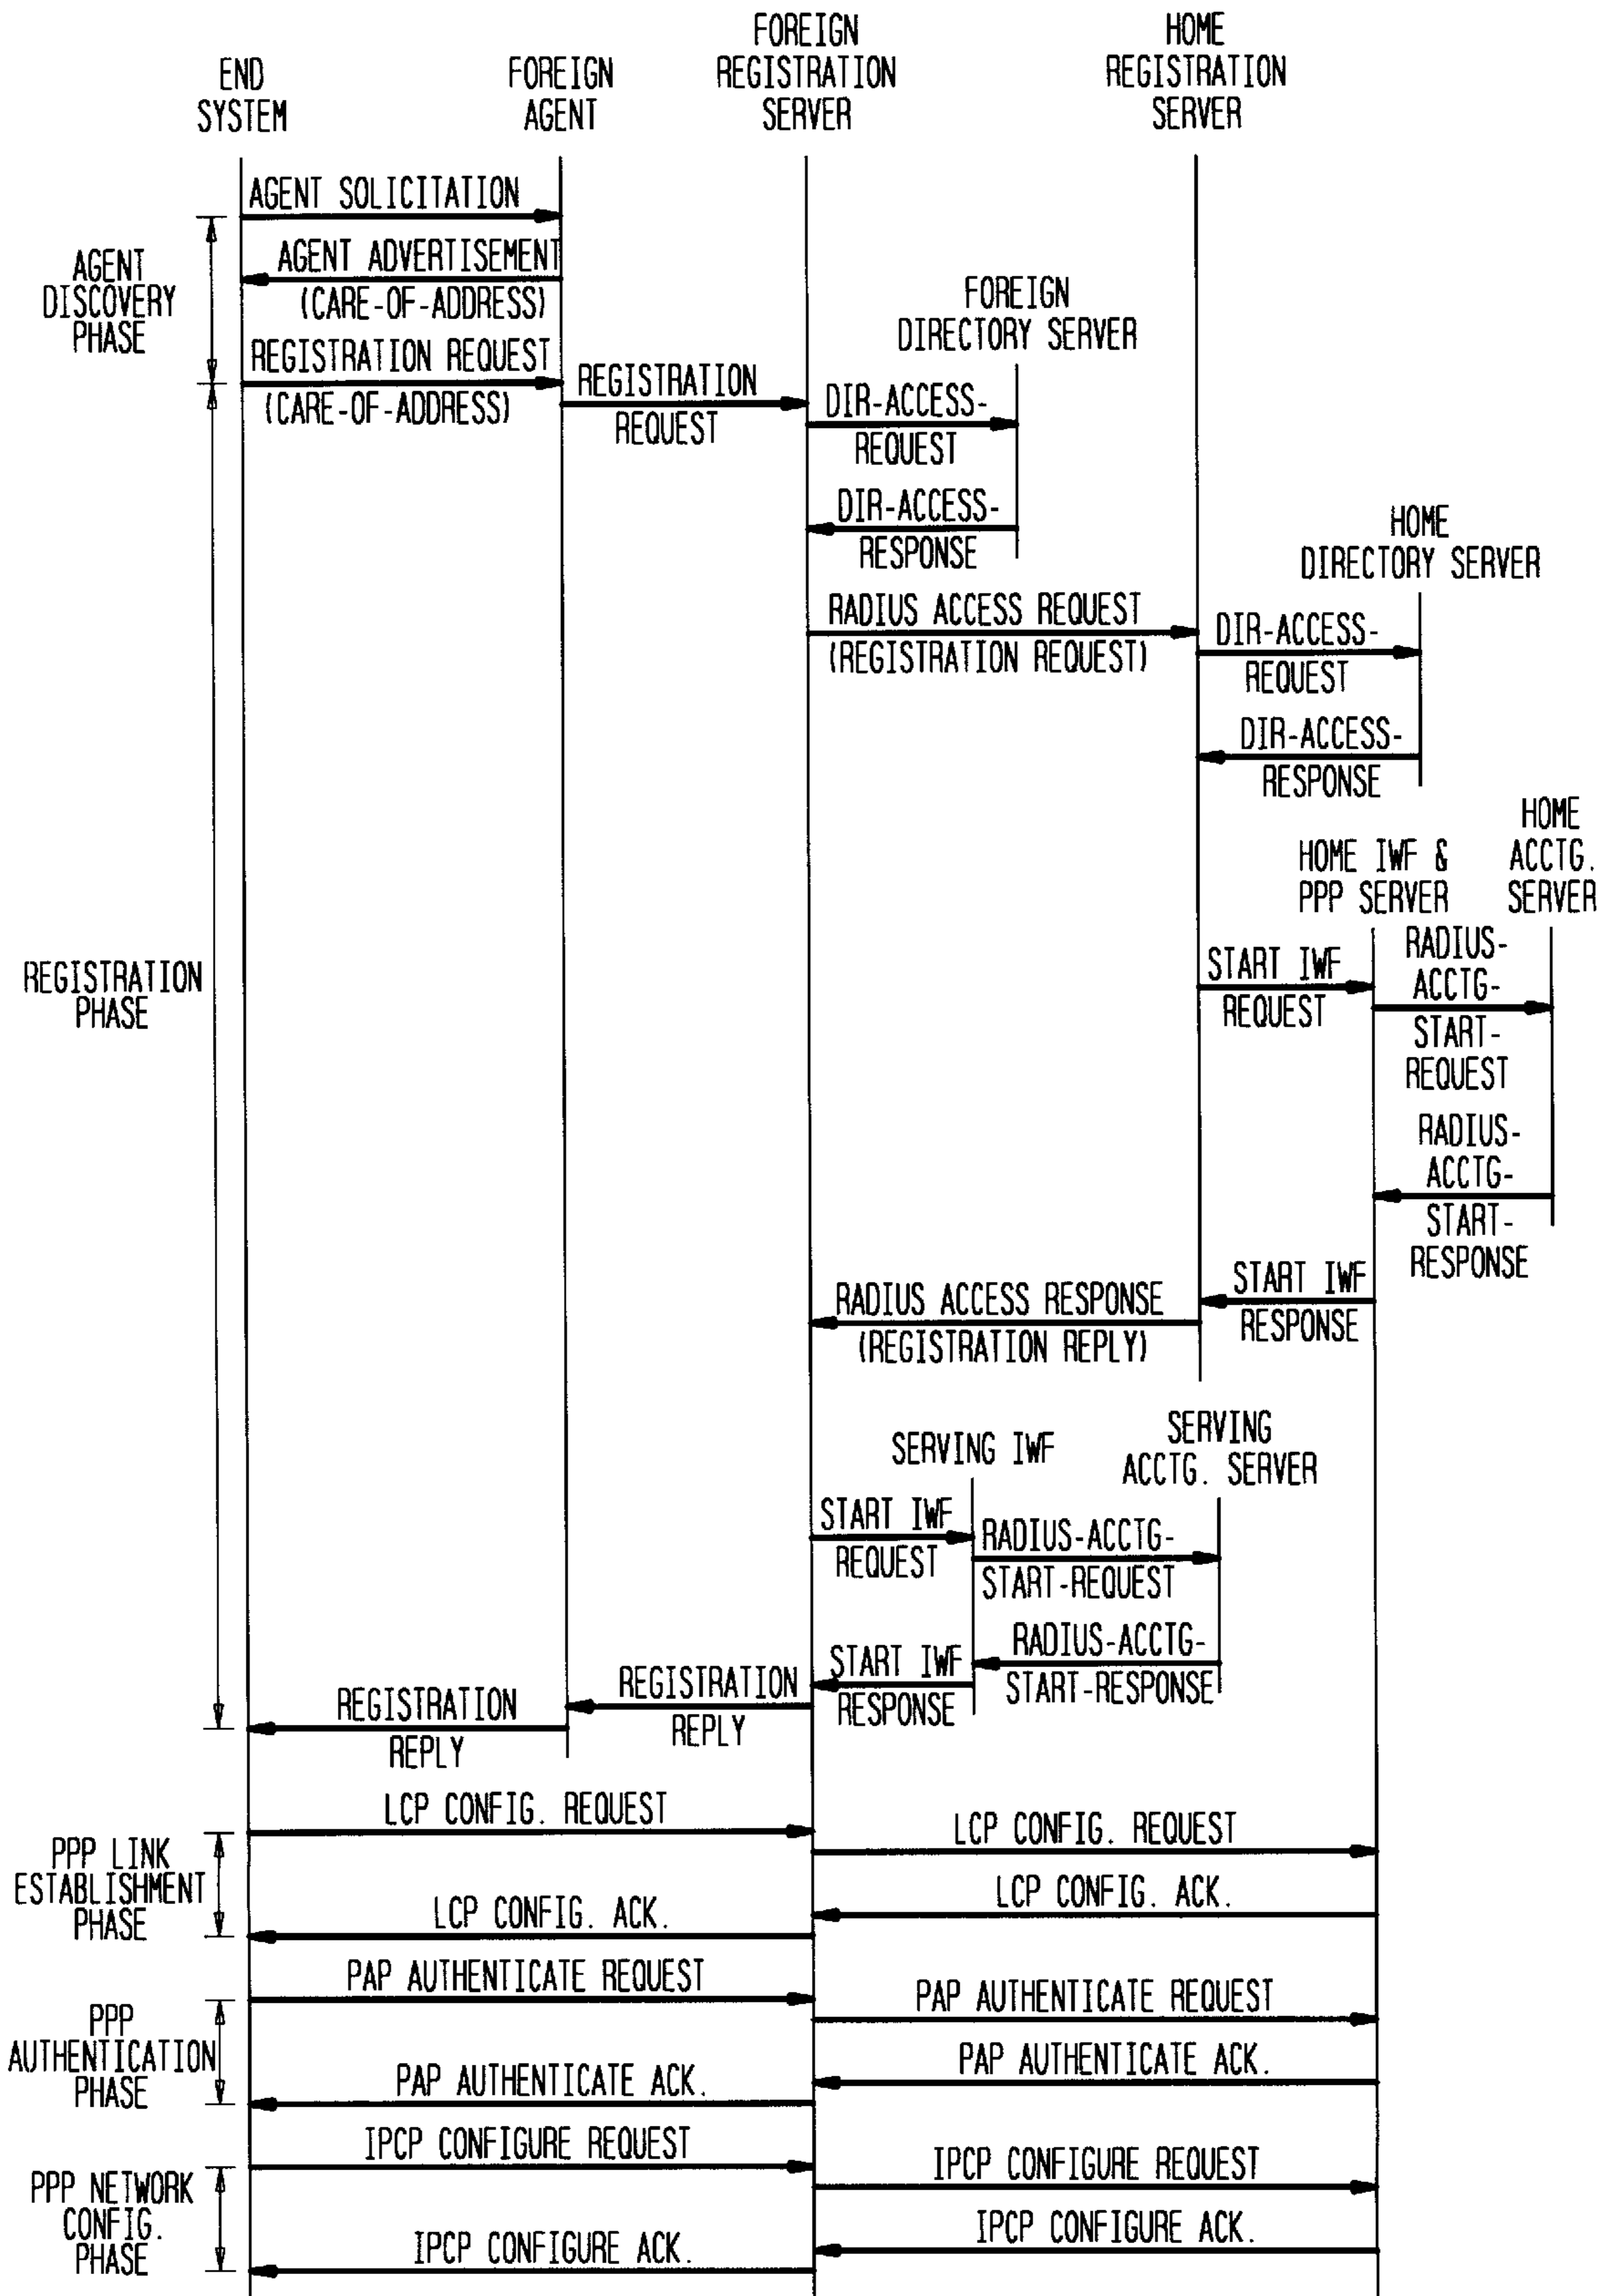 END
SYSTEM
FOREIGN
AGENT
FOREIGN
REGISTRATION
SERVER
HOME
REGISTRATION
SERVER
AGENT SOLICITATION
AGENT
DISCOVERY
PHASE
AGENT ADVERTISEMENT
(CARE-OF-ADDRESS)
FOREIGN
DIRECTORY SERVER
REGISTRATION REQUEST
(CARE-OF-ADDRESS)
REGISTRATION
REQUEST
DIR-ACCESS-
REQUEST
DIR-ACCESS-
RESPONSE
HOME
DIRECTORY SERVER
RADIUS ACCESS REQUEST
(REGISTRATION REQUEST)
DIR-ACCESS-
REQUEST
DIR-ACCESS-
RESPONSE
HOME IWF &
PPP SERVER
HOME
ACCTG.
SERVER
REGISTRATION
PHASE
START IWF
REQUEST
RADIUS-
ACCTG-
START-
REQUEST
RADIUS-
ACCTG-
START-
RESPONSE
START IWF
RESPONSE
RADIUS ACCESS RESPONSE
(REGISTRATION REPLY)
SERVING IWF
SERVING
ACCTG. SERVER
START IWF
REQUEST
RADIUS-ACCTG-
START-REQUEST
RADIUS-ACCTG-
START-RESPONSE
START IWF
RESPONSE
REGISTRATION
REPLY
REGISTRATION
REPLY
LCP CONFIG. REQUEST
LCP CONFIG. REQUEST
PPP LINK
ESTABLISHMENT
PHASE
LCP CONFIG. ACK.
LCP CONFIG. ACK.
PAP AUTHENTICATE REQUEST
PAP AUTHENTICATE REQUEST
PPP
AUTHENTICATION
PHASE
PAP AUTHENTICATE ACK.
PAP AUTHENTICATE ACK.
IPCP CONFIGURE REQUEST
IPCP CONFIGURE REQUEST
PPP NETWORK
CONFIG.
PHASE
IPCP CONFIGURE ACK.
IPCP CONFIGURE ACK.